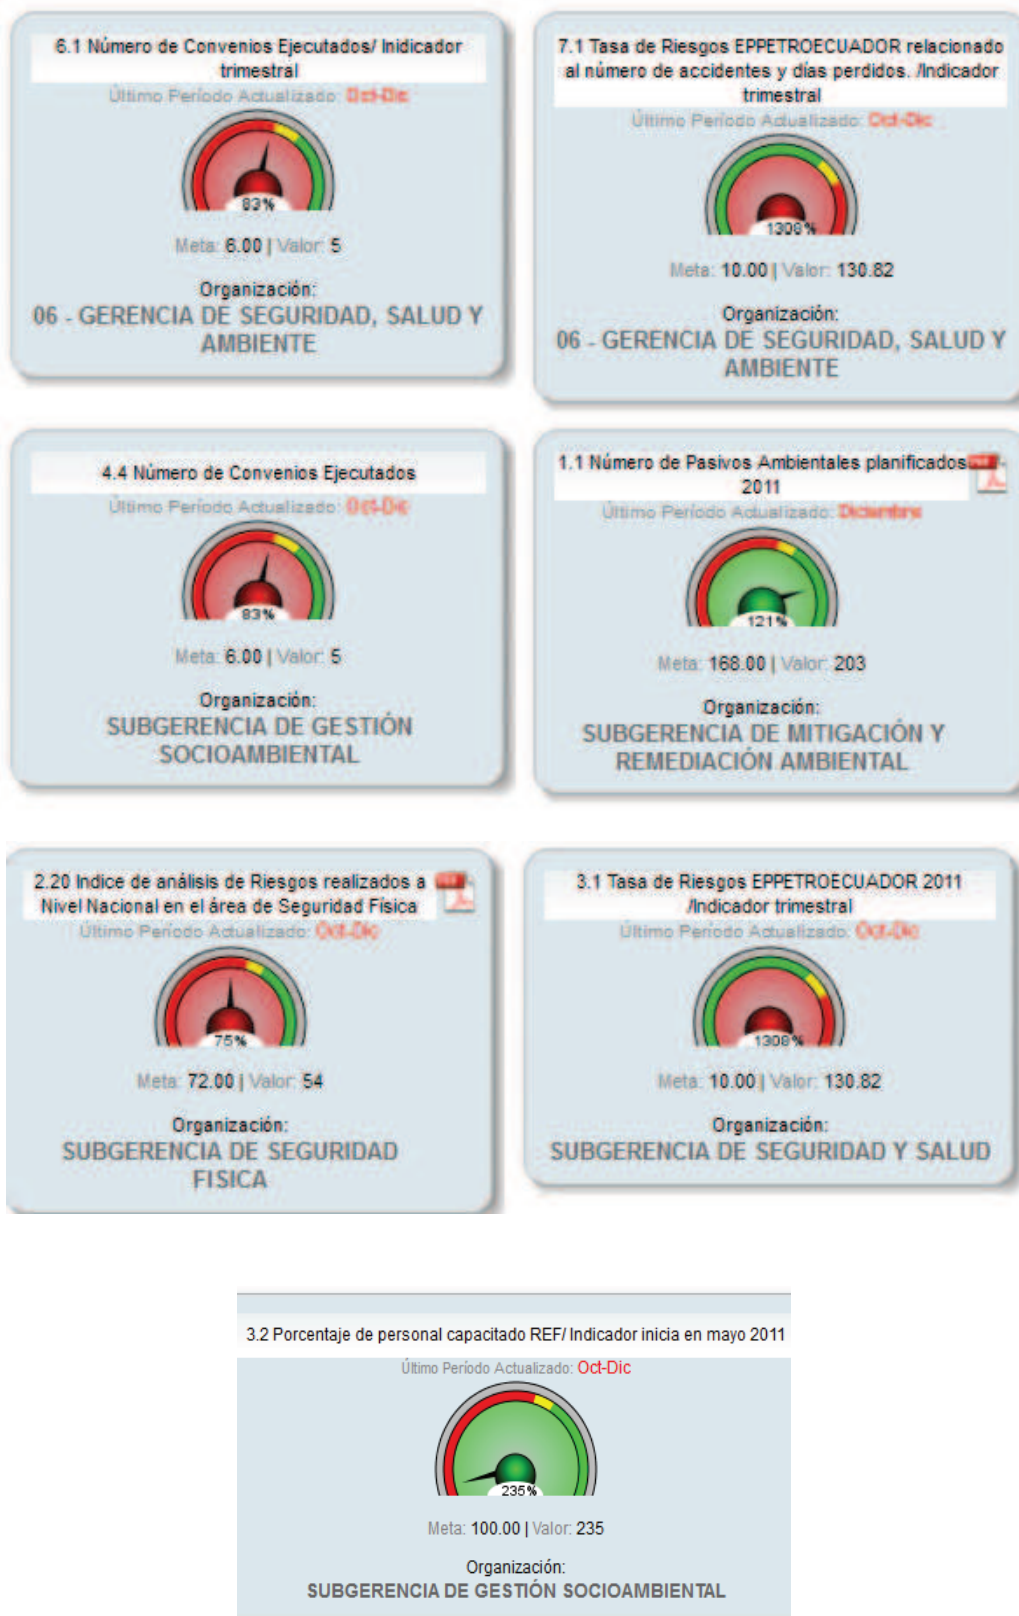 6.1 Número de Convenios Ejecutados/ Inidicador
trimestral
Último Período Actualizado: Oct-Dic
83%
Meta: 6.00 | Valor: 5
Organización:
06 - GERENCIA DE SEGURIDAD, SALUD Y
AMBIENTE
7.1 Tasa de Riesgos EPPETROECUADOR relacionado
al número de accidentes y días perdidos. /Indicador
trimestral
Último Período Actualizado: Oct-Dic
1308%
Meta: 10.00 | Valor: 130.82
Organización:
06 - GERENCIA DE SEGURIDAD, SALUD Y
AMBIENTE
4.4 Número de Convenios Ejecutados
Último Período Actualizado: Oct-Dic
83%
Meta: 6.00 | Valor: 5
Organización:
SUBGERENCIA DE GESTIÓN
SOCIOAMBIENTAL
1.1 Número de Pasivos Ambientales planificados
2011
Último Período Actualizado: Diciembre
121%
Meta: 168.00 | Valor: 203
Organización:
SUBGERENCIA DE MITIGACIÓN Y
REMEDIACIÓN AMBIENTAL
2.20 Indice de análisis de Riesgos realizados a
Nivel Nacional en el área de Seguridad Física
Último Período Actualizado: Oct-Dic
75%
Meta: 72.00 | Valor: 54
Organización:
SUBGERENCIA DE SEGURIDAD
FISICA
3.1 Tasa de Riesgos EPPETROECUADOR 2011
/Indicador trimestral
Último Período Actualizado: Oct-Dic
1308%
Meta: 10.00 | Valor: 130.82
Organización:
SUBGERENCIA DE SEGURIDAD Y SALUD
3.2 Porcentaje de personal capacitado REF/ Indicador inicia en mayo 2011
Último Período Actualizado: Oct-Dic
235%
Meta: 100.00 | Valor: 235
Organización:
SUBGERENCIA DE GESTIÓN SOCIOAMBIENTAL